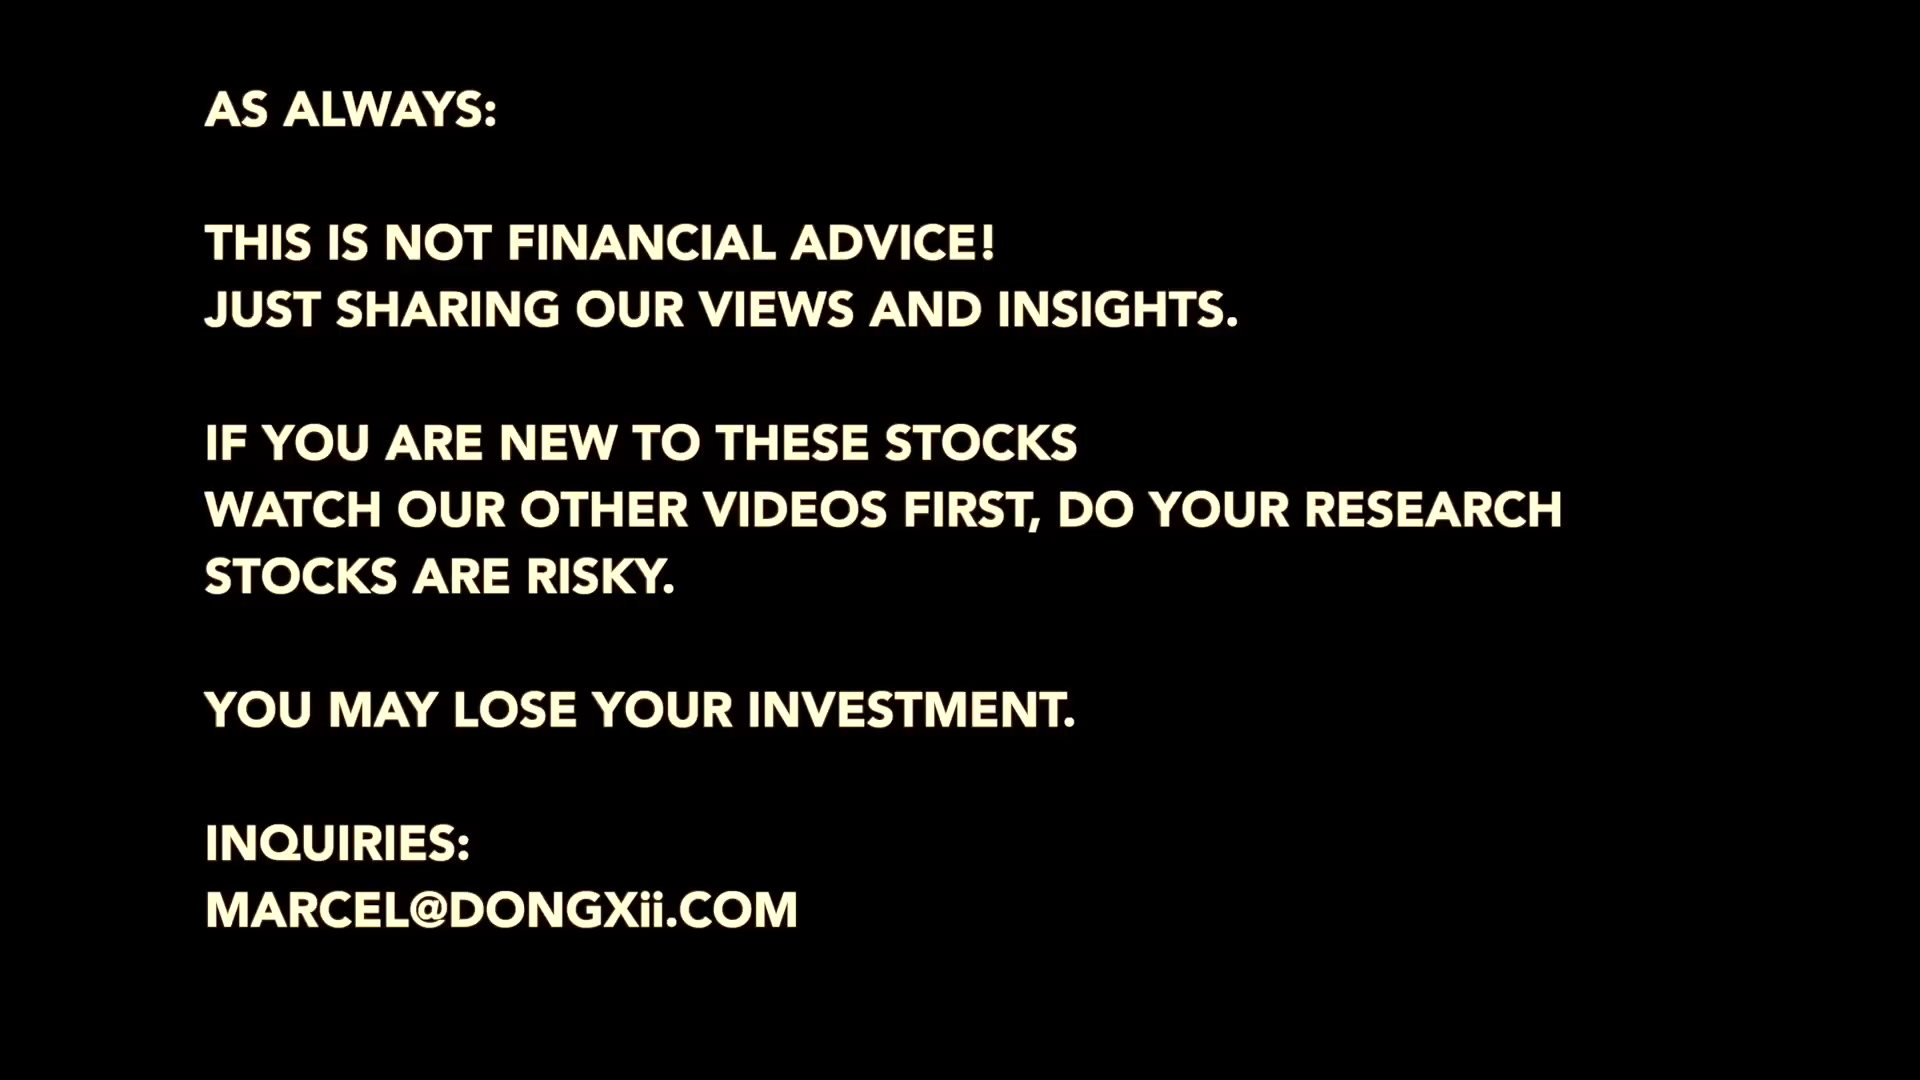 AS ALWAYS:
THIS IS NOT FINANCIAL ADVICE!
JUST SHARING OUR VIEWS AND INSIGHTS.
IF YOU ARE NEW TO THESE STOCKS
WATCH OUR OTHER VIDEOS FIRST, DO YOUR RESEARCH
STOCKS ARE RISKY.
YOU MAY LOSE YOUR INVESTMENT.
INQUIRIES:
MARCEL@DONGXii.COM